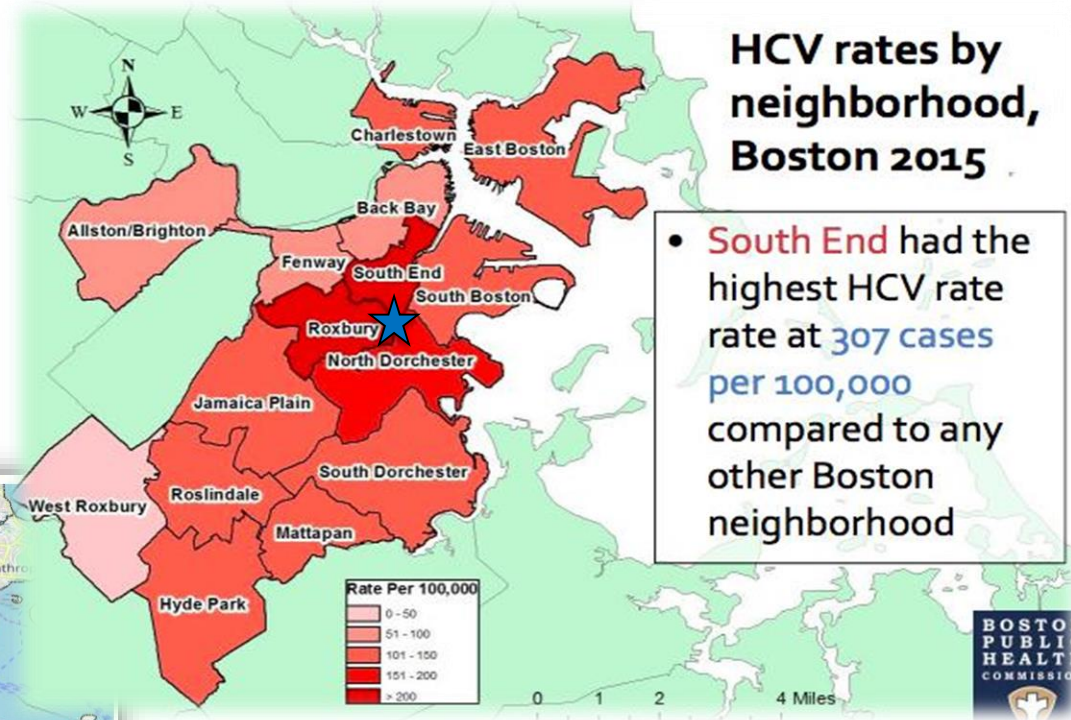 HCV rates by
neighborhood,
Boston 2015
N
W
E
S
Charlestown
East Boston
Back Bay
Allston/Brighton
Fenway
South End
South Boston
Roxbury
North Dorchester
Jamaica Plain
South Dorchester
Roslindale
West Roxbury
Mattapan
Hyde Park
• South End had the
highest HCV rate
rate at 307 cases
per 100,000
compared to any
other Boston
neighborhood
Rate Per 100,000
0 - 50
51 - 100
101 - 150
151 - 200
> 200
0 1 2 4 Miles
BOSTO
PUBLI
HEALT
COMMISSIO